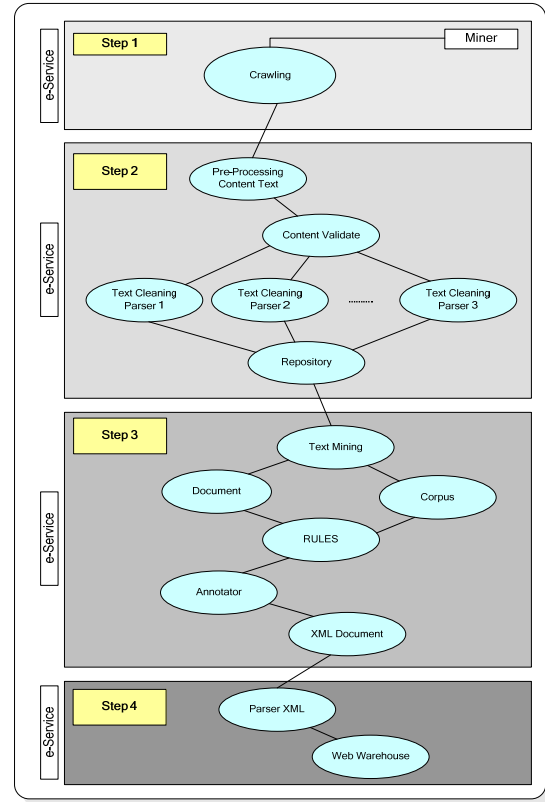 Step 1
Miner
Crawling
e-Service
Step 2
Pre-Processing
Content Text
Content Validate
e-Service
Text Cleaning
Parser 1
Text Cleaning
Parser 2
..........
Text Cleaning
Parser 3
Repository
Step 3
Text Mining
Document
Corpus
e-Service
RULES
Annotator
XML Document
Step 4
Parser XML
e-Service
Web Warehouse